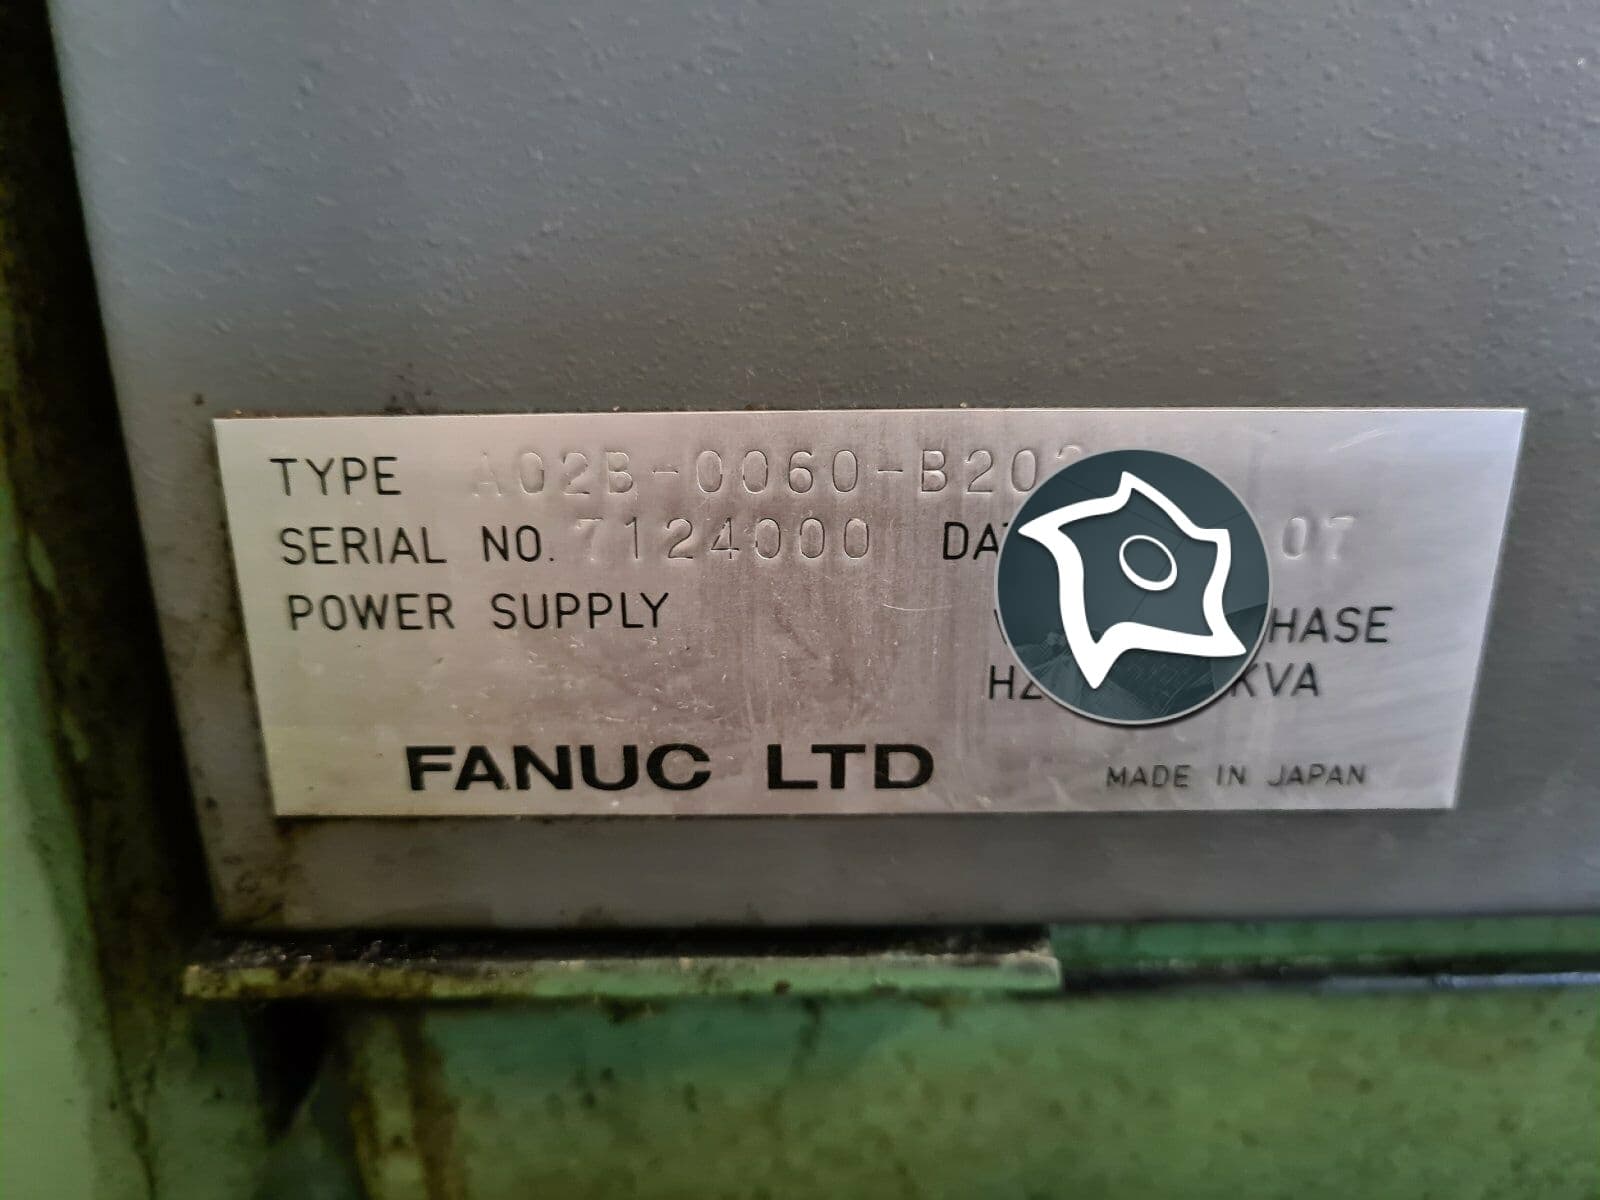 TYPE A02B-0060-B20
SERIAL NO. 7124000 DA 07
POWER SUPPLY
HASE
HZ KVA
FANUC LTD
MADE IN JAPAN